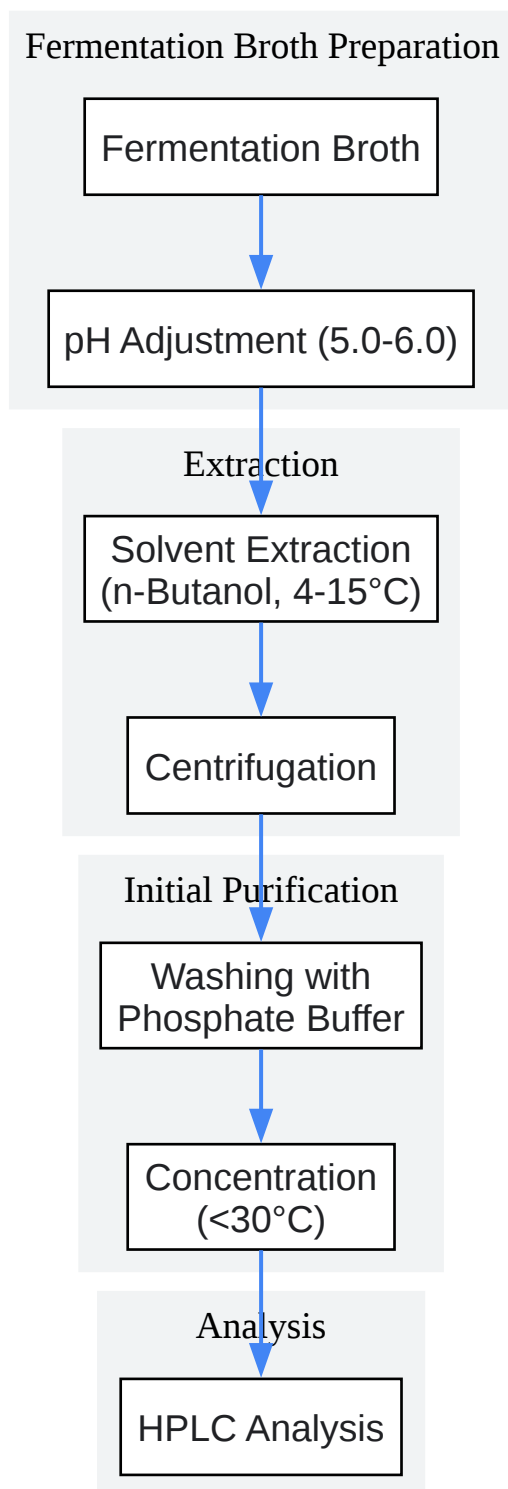 Fermentation Broth Preparation
Fermentation Broth
pH Adjustment (5.0-6.0)
Extraction
Solvent Extraction
(n-Butanol, 4-15°C)
Centrifugation
Initial Purification
Washing with
Phosphate Buffer
Concentration
(<30°C)
Analysis
HPLC Analysis